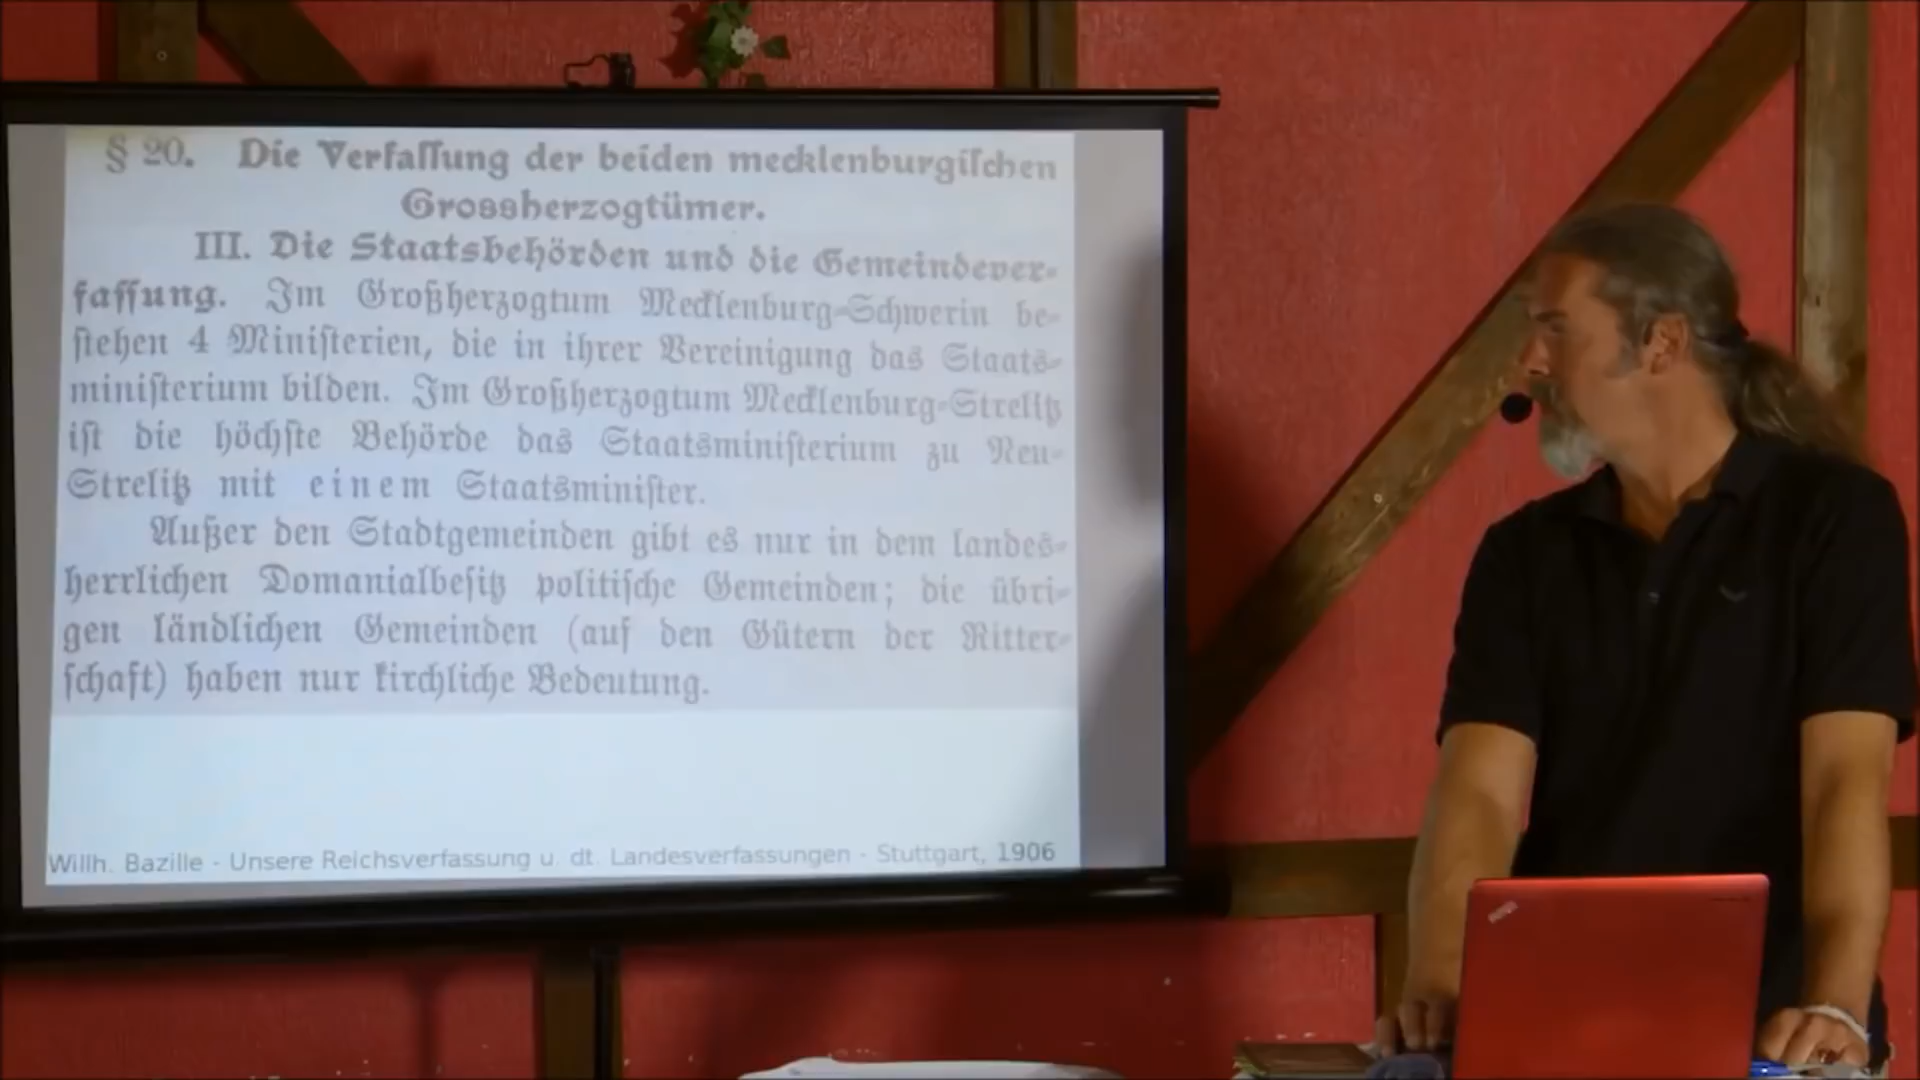 § 20. Die Verfassung der beiden mecklenburgischen
Grossherzogtümer.
III. Die Staatsbehörden und die Gemeindever-
fassung. Im Großherzogtum Mecklenburg-Schwerin be-
stehen 4 Ministerien, die in ihrer Vereinigung das Staats-
ministerium bilden. Im Großherzogtum Mecklenburg-Strelitz
ist die höchste Behörde das Staatsministerium zu Neu-
Strelitz mit einem Staatsminister.
Außer den Stadtgemeinden gibt es nur in dem landes-
herrlichen Domanialbesitz politische Gemeinden; die übri-
gen ländlichen Gemeinden (auf den Gütern der Ritter-
schaft) haben nur kirchliche Bedeutung.
Willh. Bazille - Unsere Reichsverfassung u. dt. Landesverfassungen - Stuttgart, 1906